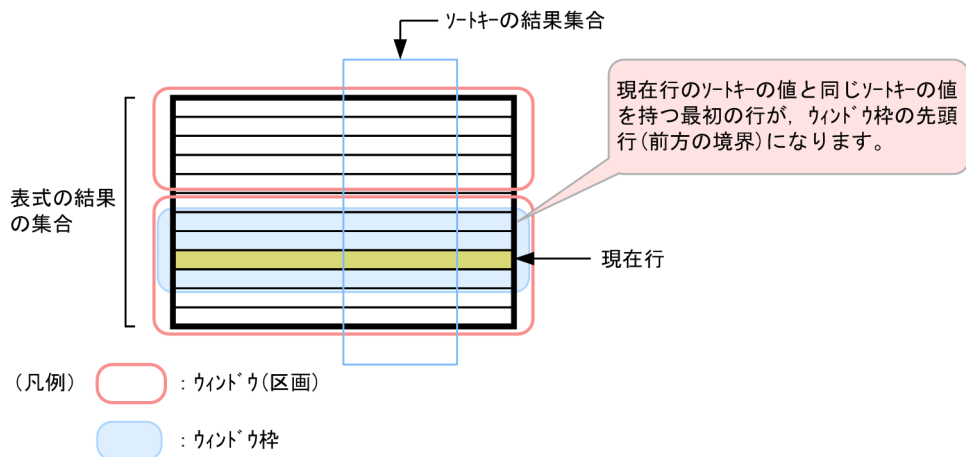 ソートキーの結果集合
現在行のソートキーの値と同じソートキーの値
を持つ最初の行が，ウィンドウ枠の先頭
行(前方の境界)になります。
表式の結果
の集合
現在行
(凡例)
：ウィンドウ(区画)
：ウィンドウ枠